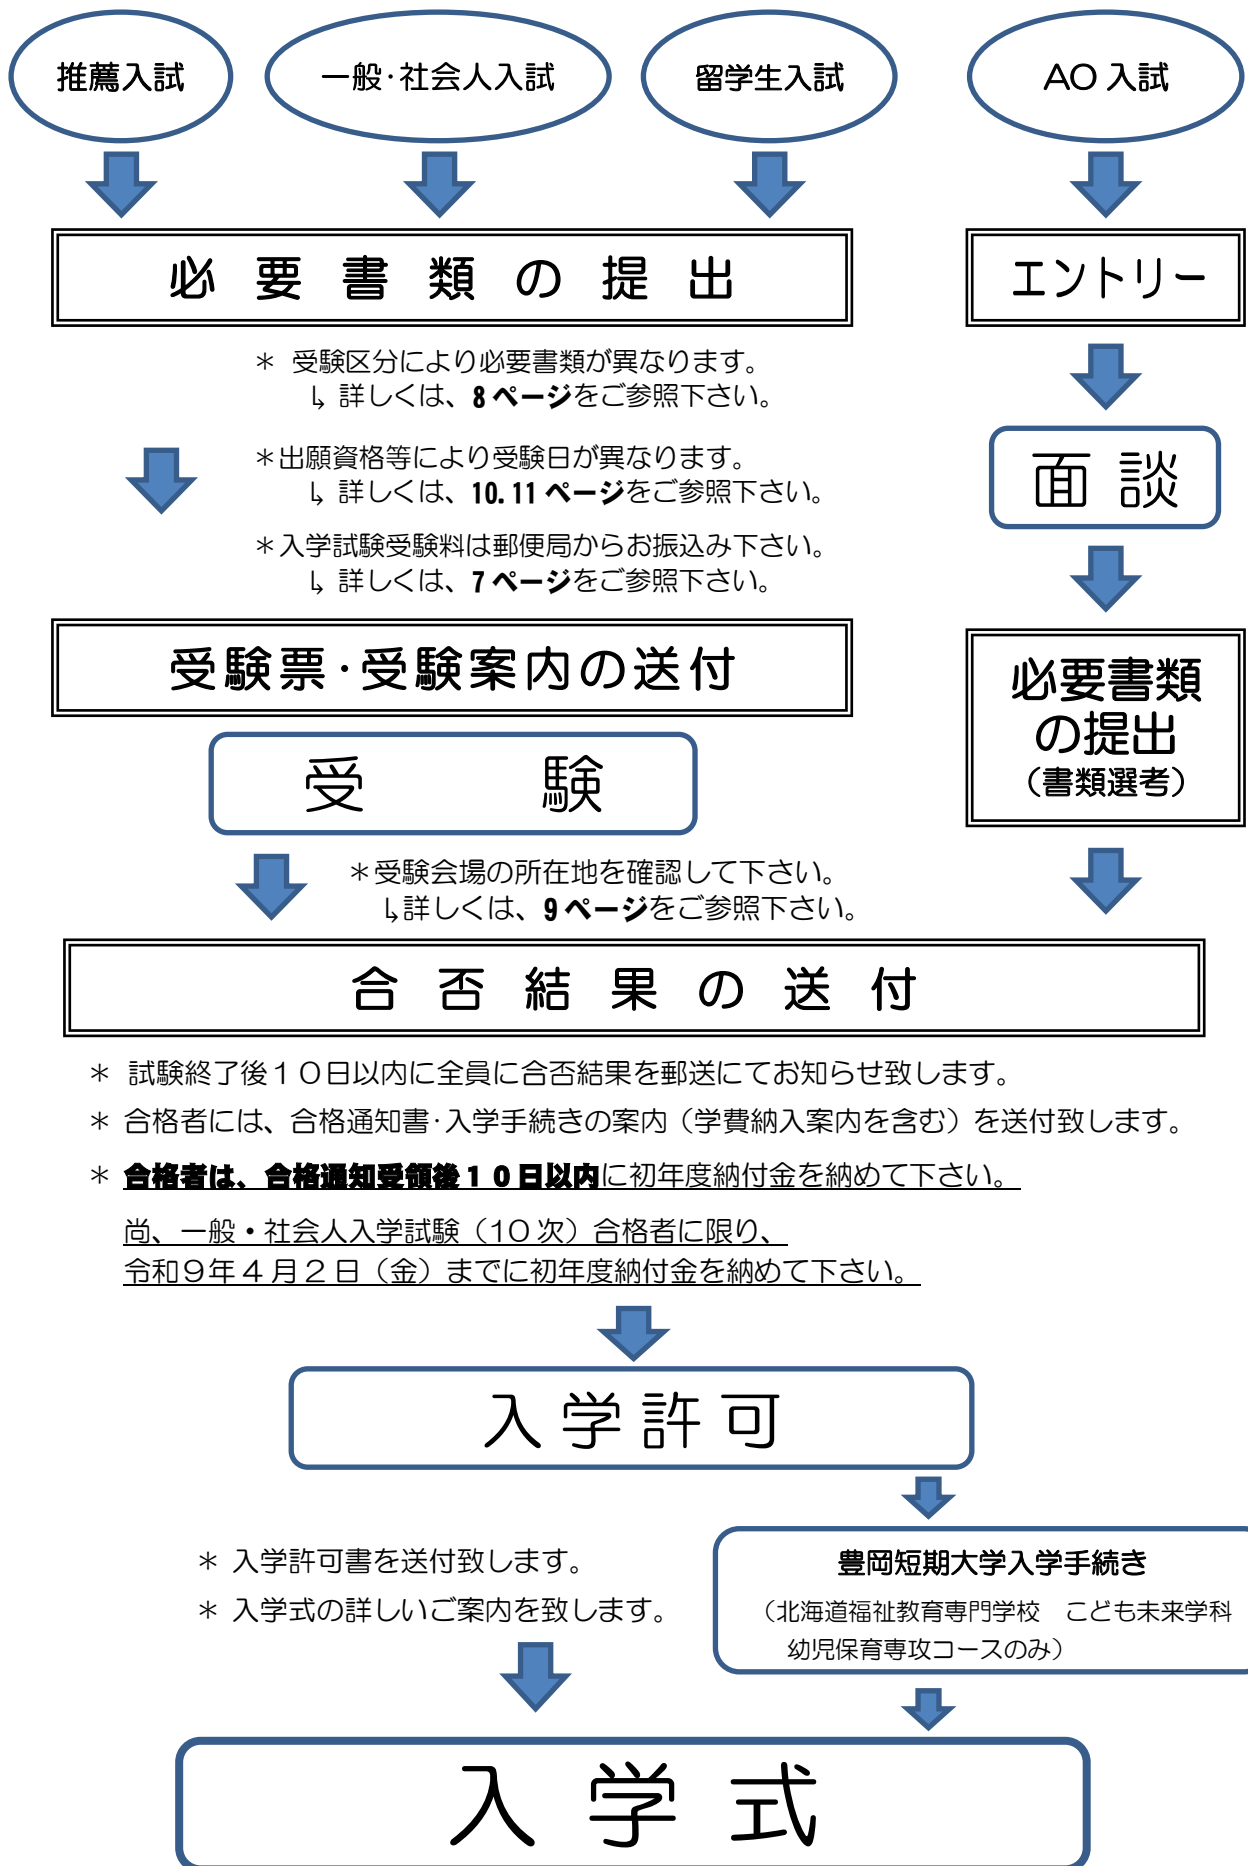 推薦入試
一般・社会人入試
留学生入試
AO 入試
必要書類の提出
エントリー
＊ 受験区分により必要書類が異なります。
↳ 詳しくは、8 ページをご参照下さい。
＊出願資格等により受験日が異なります。
↳ 詳しくは、10.11 ページをご参照下さい。
＊入学試験受験料は郵便局からお振込み下さい。
↳ 詳しくは、7 ページをご参照下さい。
面談
受験票・受験案内の送付
必要書類
の提出
（書類選考）
受験
＊受験会場の所在地を確認して下さい。
↳詳しくは、9 ページをご参照下さい。
合否結果の送付
＊ 試験終了後１０日以内に全員に合否結果を郵送にてお知らせ致します。
＊ 合格者には、合格通知書・入学手続きの案内（学費納入案内を含む）を送付致します。
＊ 合格者は、合格通知受領後１０日以内に初年度納付金を納めて下さい。
尚、一般・社会人入学試験（10 次）合格者に限り、
令和９年４月２日（金）までに初年度納付金を納めて下さい。
入学許可
＊ 入学許可書を送付致します。
＊ 入学式の詳しいご案内を致します。
豊岡短期大学入学手続き
（北海道福祉教育専門学校　こども未来学科
幼児保育専攻コースのみ）
入学式